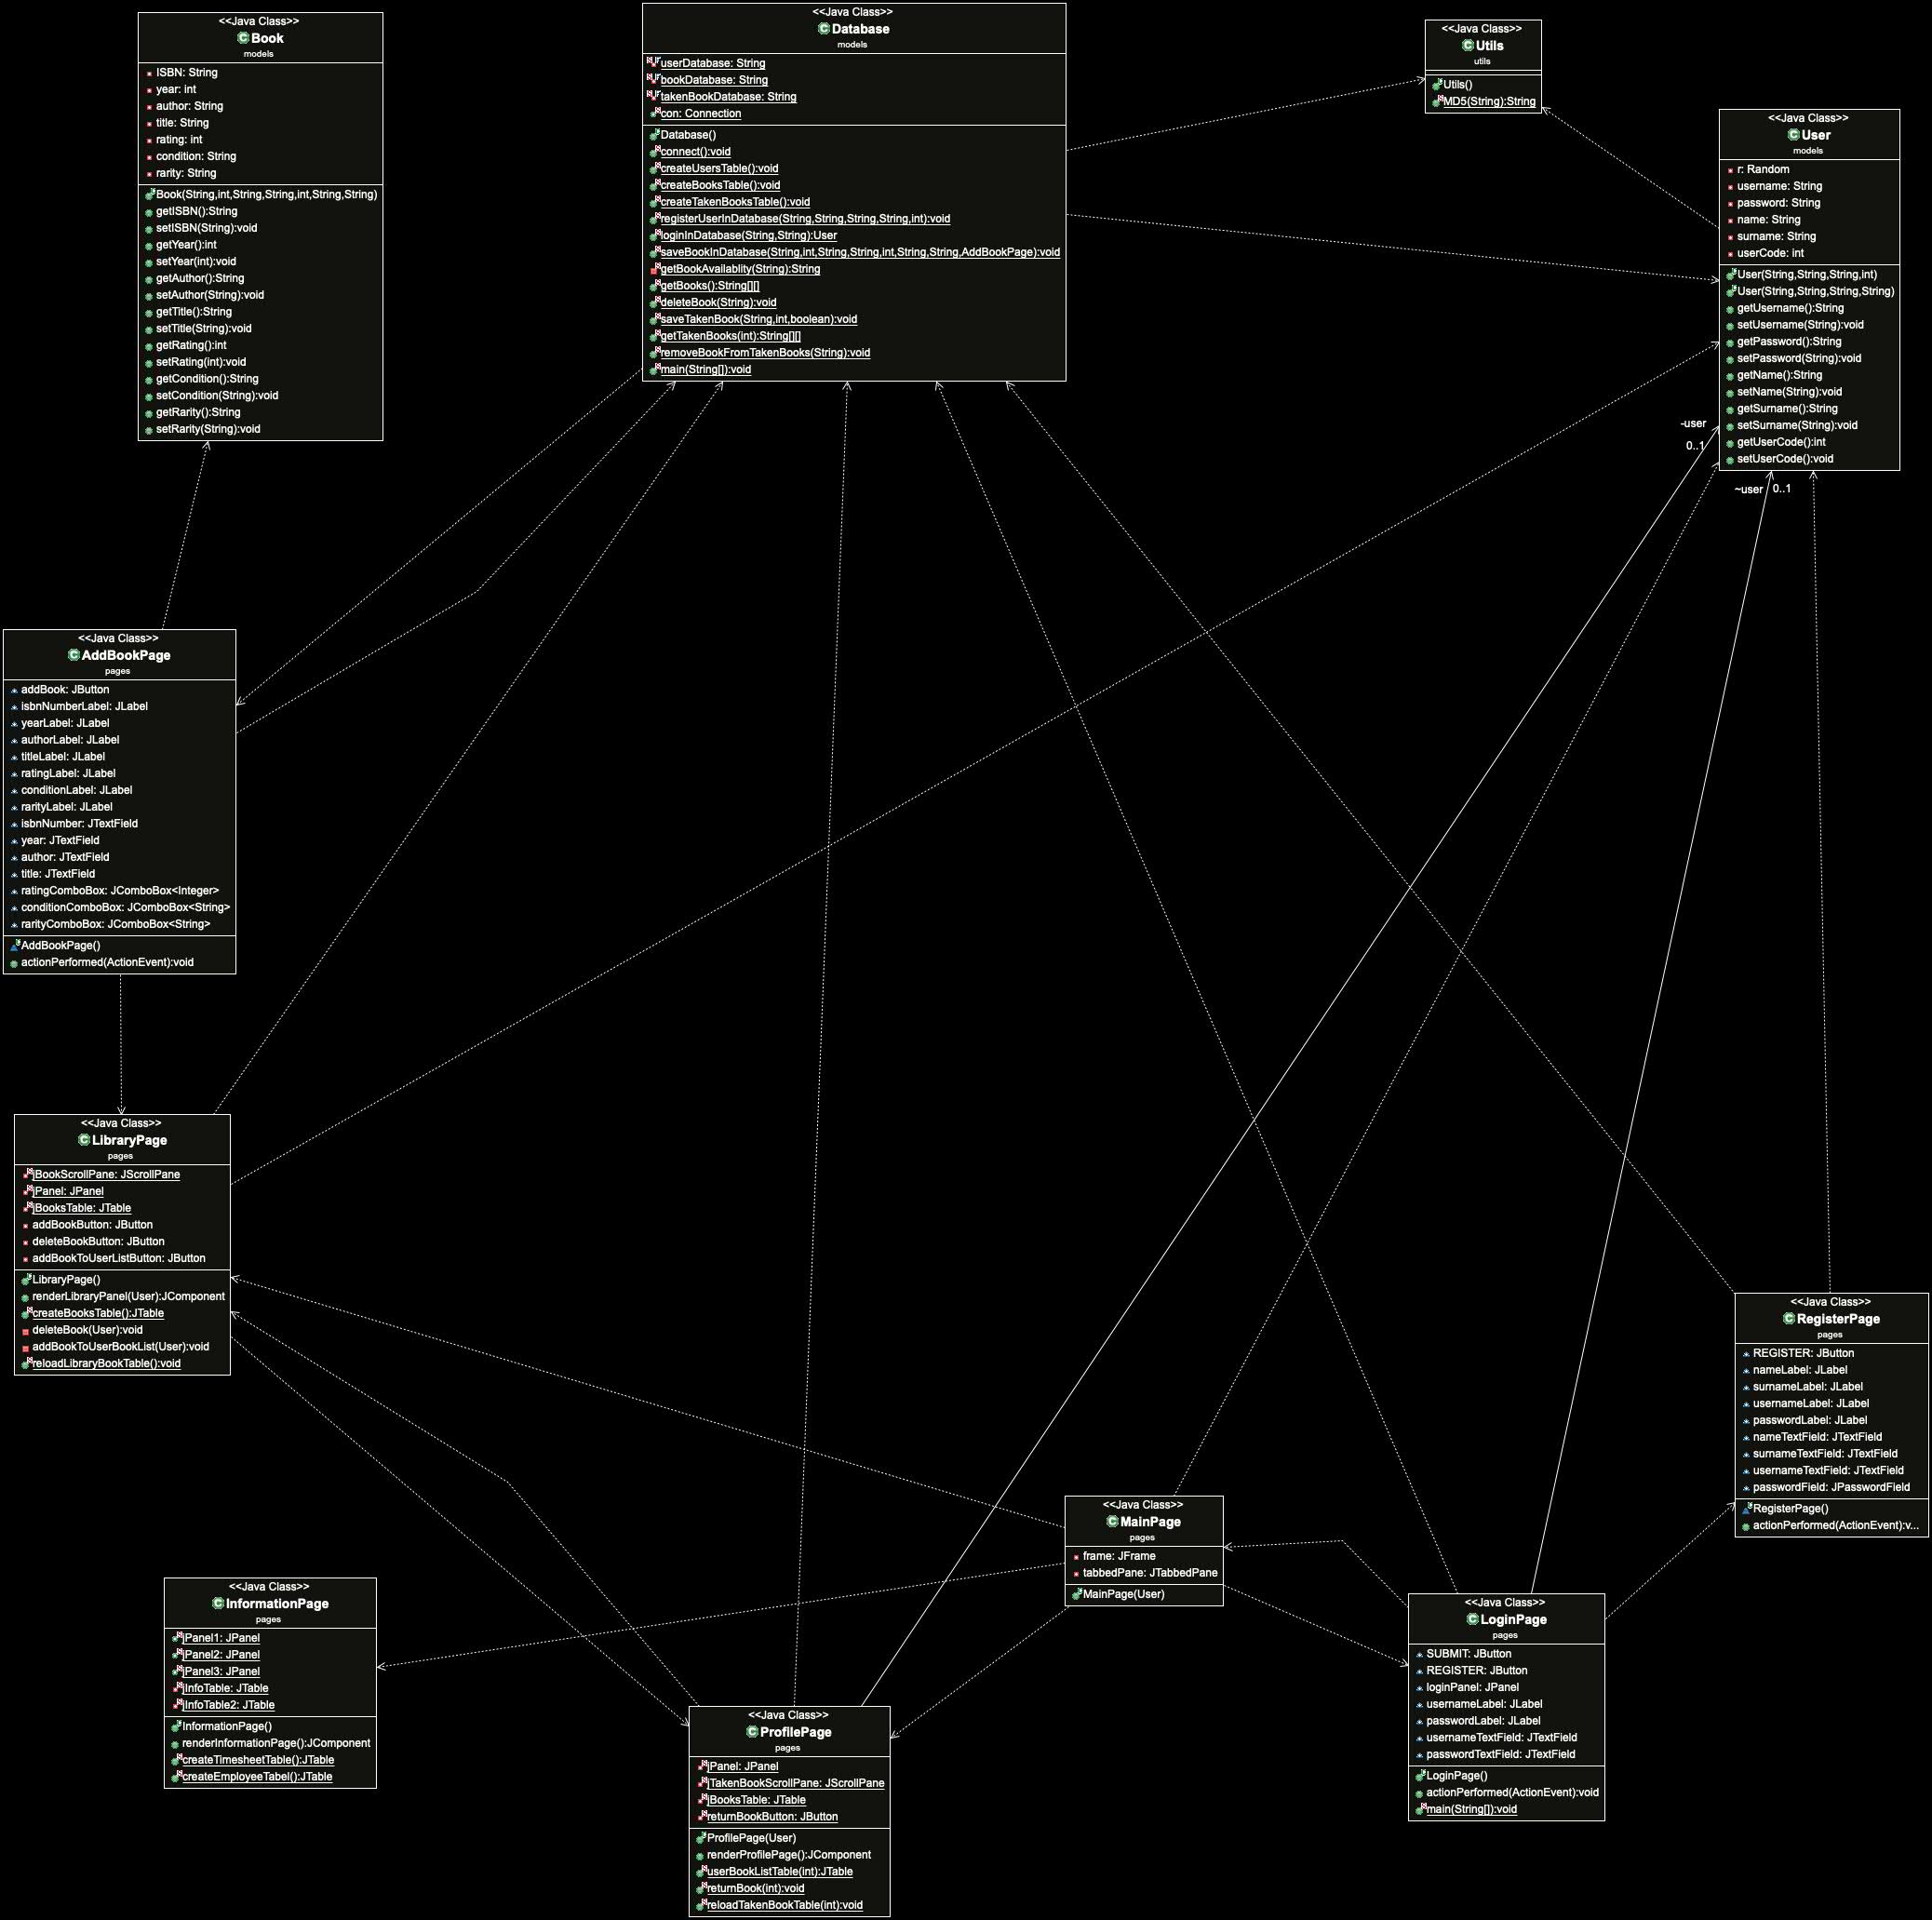 <<Java Class>>
Book
models
ISBN: String
year: int
author: String
title: String
rating: int
condition: String
rarity: String
Book(String,int,String,String,int,String,String)
getISBN():String
setISBN(String):void
getYear():int
setYear(int):void
getAuthor():String
setAuthor(String):void
getTitle():String
setTitle(String):void
getRating():int
setRating(int):void
getCondition():String
setCondition(String):void
getRarity():String
setRarity(String):void
<<Java Class>>
Database
models
userDatabase: String
bookDatabase: String
takenBookDatabase: String
con: Connection
Database()
connect():void
createUsersTable():void
createBooksTable():void
createTakenBooksTable():void
registerUserInDatabase(String,String,String,String,int):void
loginInDatabase(String,String):User
saveBookInDatabase(String,int,String,String,int,String,String,AddBookPage):void
getBookAvailablity(String):String
getBooks():String[][]
deleteBook(String):void
saveTakenBook(String,int,boolean):void
getTakenBooks(int):String[][]
removeBookFromTakenBooks(String):void
main(String[]):void
<<Java Class>>
Utils
utils
Utils()
MD5(String):String
<<Java Class>>
User
models
r: Random
username: String
password: String
name: String
surname: String
userCode: int
User(String,String,String,int)
User(String,String,String,String)
getUsername():String
setUsername(String):void
getPassword():String
setPassword(String):void
getName():String
setName(String):void
getSurname():String
setSurname(String):void
getUserCode():int
setUserCode():void
-user
0..1
~user 0..1
<<Java Class>>
AddBookPage
pages
addBook: JButton
isbnNumberLabel: JLabel
yearLabel: JLabel
authorLabel: JLabel
titleLabel: JLabel
ratingLabel: JLabel
conditionLabel: JLabel
rarityLabel: JLabel
isbnNumber: JTextField
year: JTextField
author: JTextField
title: JTextField
ratingComboBox: JComboBox<Integer>
conditionComboBox: JComboBox<String>
rarityComboBox: JComboBox<String>
AddBookPage()
actionPerformed(ActionEvent):void
<<Java Class>>
LibraryPage
pages
jBookScrollPane: JScrollPane
jPanel: JPanel
jBooksTable: JTable
addBookButton: JButton
deleteBookButton: JButton
addBookToUserListButton: JButton
LibraryPage()
renderLibraryPanel(User):JComponent
createBooksTable():JTable
deleteBook(User):void
addBookToUserBookList(User):void
reloadLibraryBookTable():void
<<Java Class>>
RegisterPage
pages
REGISTER: JButton
nameLabel: JLabel
surnameLabel: JLabel
usernameLabel: JLabel
passwordLabel: JLabel
nameTextField: JTextField
surnameTextField: JTextField
usernameTextField: JTextField
passwordField: JPasswordField
RegisterPage()
actionPerformed(ActionEvent):v...
<<Java Class>>
MainPage
pages
frame: JFrame
tabbedPane: JTabbedPane
MainPage(User)
<<Java Class>>
InformationPage
pages
jPanel1: JPanel
jPanel2: JPanel
jPanel3: JPanel
jInfoTable: JTable
jInfoTable2: JTable
InformationPage()
renderInformationPage():JComponent
createTimesheetTable():JTable
createEmployeeTabel():JTable
<<Java Class>>
LoginPage
pages
SUBMIT: JButton
REGISTER: JButton
loginPanel: JPanel
usernameLabel: JLabel
passwordLabel: JLabel
usernameTextField: JTextField
passwordTextField: JTextField
LoginPage()
actionPerformed(ActionEvent):void
main(String[]):void
<<Java Class>>
ProfilePage
pages
jPanel: JPanel
jTakenBookScrollPane: JScrollPane
jBooksTable: JTable
returnBookButton: JButton
ProfilePage(User)
renderProfilePage():JComponent
userBookListTable(int):JTable
returnBook(int):void
reloadTakenBookTable(int):void